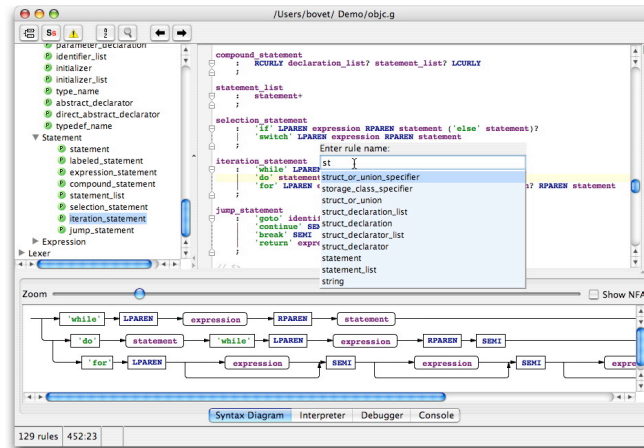 /Users/bovet/ Demo/objc.g
Ss
parameter_declaration
identifier_list
initializer
initializer_list
type_name
abstract_declarator
direct_abstract_declarator
typedef_name
Statement
statement
labeled_statement
expression_statement
compound_statement
statement_list
selection_statement
iteration_statement
jump_statement
Expression
Lexer
compound_statement
: RCURLY declaration_list? statement_list? LCURLY
;
statement_list
: statement+
;
selection_statement
: 'if' LPAREN expression RPAREN statement ('else' statement)?
| 'switch' LPAREN expression RPAREN statement
;
iteration_statement
: 'while' LPAREN
| 'do' statement
| 'for' LPAREN ? RPAREN statement
;
jump_statement
: 'goto'
| 'continue' SEMI
| 'break' SEMI
| 'return'
;
Enter rule name:
st
struct_or_union_specifier
storage_class_specifier
struct_or_union
struct_declaration_list
struct_declaration
struct_declarator_list
struct_declarator
statement
statement_list
string
Zoom Show NFA
'while' LPAREN expression RPAREN statement
'do' statement 'while' LPAREN expression RPAREN SEMI
'for' LPAREN expression SEMI expression SEMI expre
Syntax Diagram Interpreter Debugger Console
129 rules 452:23